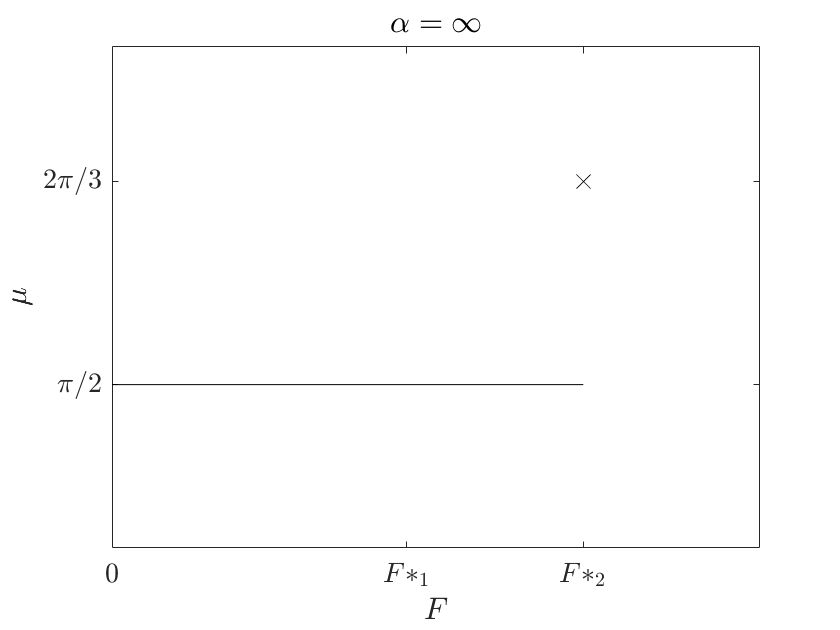 α = ∞
2π/3
μ
π/2
0
F*₁
F*₂
F